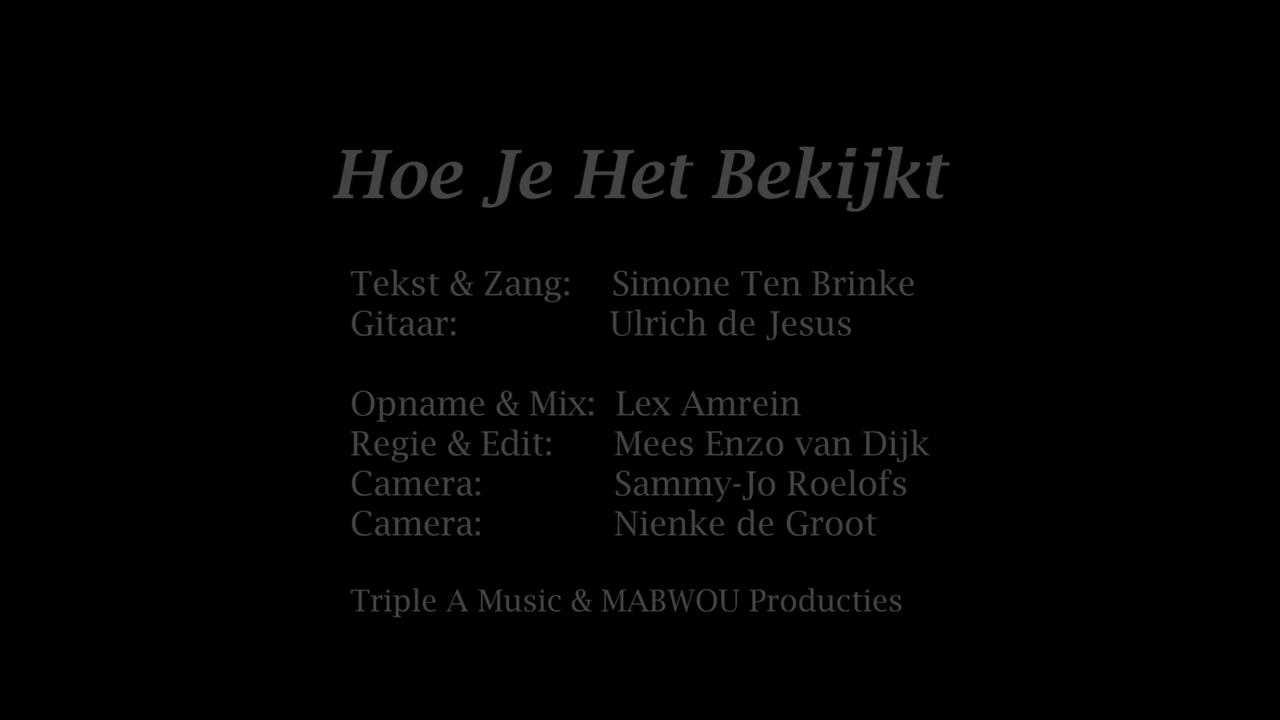 Hoe Je Het Bekijkt
Tekst & Zang: Simone Ten Brinke
Gitaar: Ulrich de Jesus
Opname & Mix: Lex Amrein
Regie & Edit: Mees Enzo van Dijk
Camera: Sammy-Jo Roelofs
Camera: Nienke de Groot
Triple A Music & MABWOU Producties